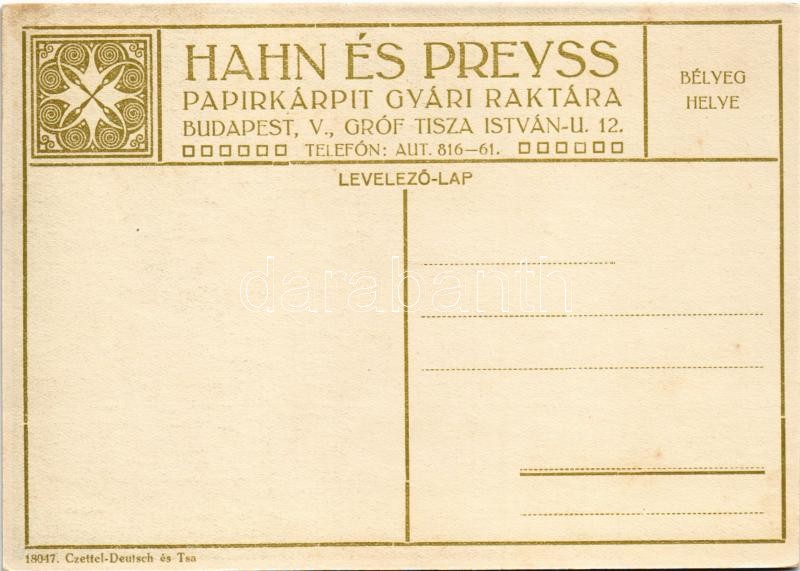 HAHN ÉS PREYSS
PAPIRKÁRPIT GYÁRI RAKTÁRA
BUDAPEST, V., GRÓF TISZA ISTVÁN-U. 12.
TELEFÓN: AUT. 816—61.
BÉLYEG
HELYE
LEVELEZŐ-LAP
darabanth
18047. Czettel-Deutsch és Tsa